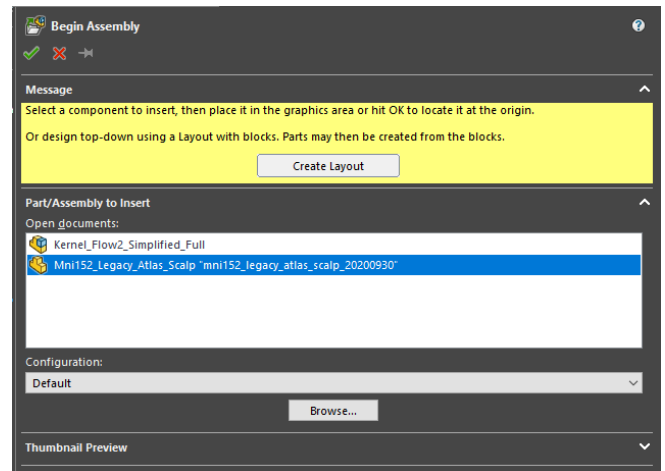 Begin Assembly
Message
Select a component to insert, then place it in the graphics area or hit OK to locate it at the origin.
Or design top-down using a Layout with blocks. Parts may then be created from the blocks.
Create Layout
Part/Assembly to Insert
Open documents:
Kernel_Flow2_Simplified_Full
Mni152_Legacy_Atlas_Scalp "mni152_legacy_atlas_scalp_20200930"
Configuration:
Default
Browse...
Thumbnail Preview